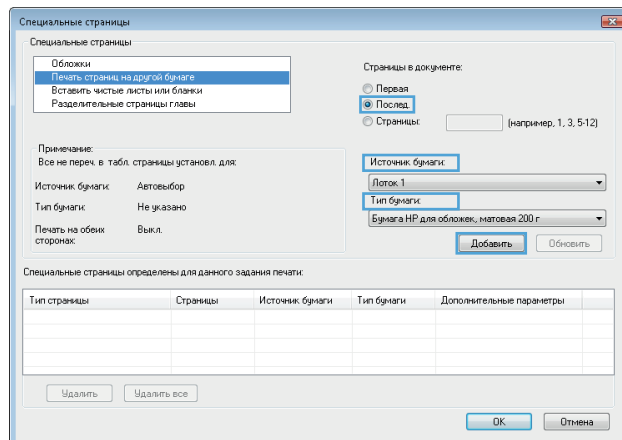 Специальные страницы
Специальные страницы
Обложки
Печать страниц на другой бумаге
Вставить чистые листы или бланки
Разделительные страницы главы
Страницы в документе:
Первая
Послед.
Страницы:
(например, 1, 3, 5-12)
Примечание:
Все не переч. в табл. страницы установл. для:
Источник бумаги: Автовыбор
Тип бумаги: Не указано
Печать на обеих сторонах: Выкл.
Источник бумаги:
Лоток 1
Тип бумаги:
Бумага HP для обложек, матовая 200 г
Добавить Обновить
Специальные страницы определены для данного задания печати:
Тип страницы Страницы Источник бумаги Тип бумаги Дополнительные параметры
Удалить Удалить все
OK Отмена